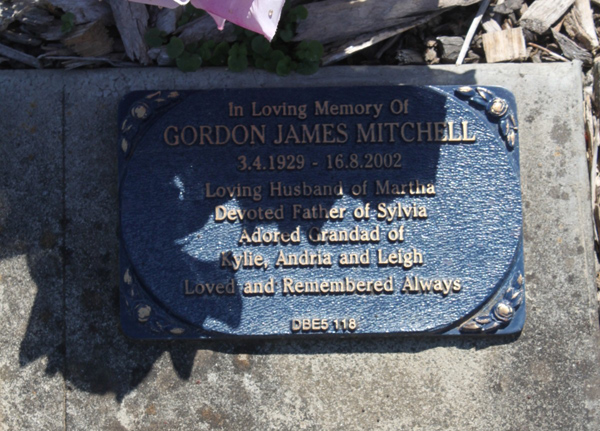 In Loving Memory Of
GORDON JAMES MITCHELL
3.4.1929 - 16.8.2002
Loving Husband of Martha
Devoted Father of Sylvia
Adored Grandad of
Kylie, Andria and Leigh
Loved and Remembered Always
DBE5 118